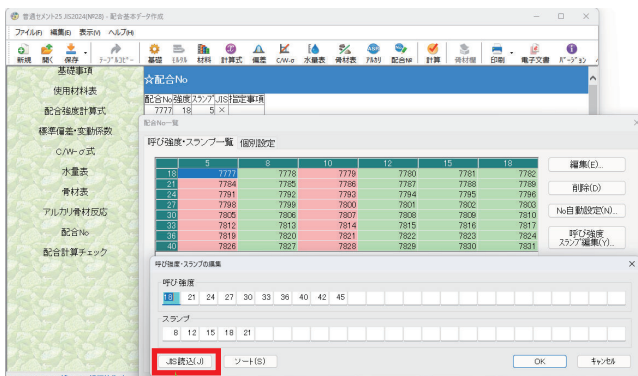 普通セメント25 JIS2024(NR28) - 配合基本データ作成
ファイル(F) 編集(E) 表示(V) ヘルプ(H)
新規 開く 保存 テーブルコピー 基礎 ミルシル 材料 計算式 偏差 C/W-σ 水量表 骨材表 アルカリ 配合№ 計算 骨材欄 印刷 電子文書 バージョン
基礎事項
使用材料表
配合強度計算式
標準偏差・変動係数
C/W-σ式
水量表
骨材表
アルカリ骨材反応
配合No
配合計算チェック
☆配合No
配合No 強度 スランプ JIS 指定事項
7777 18 5 ×
配合No一覧
呼び強度・スランプ一覧 個別設定
5 8 10 12 15 18
18 7777 7778 7779 7780 7781 7782
21 7784 7785 7786 7787 7788 7789
24 7791 7792 7793 7794 7795 7796
27 7798 7799 7800 7801 7802 7803
30 7805 7806 7807 7808 7809 7810
33 7812 7813 7814 7815 7816 7817
36 7819 7820 7821 7822 7823 7824
40 7826 7827 7828 7829 7830 7831
編集(E)...
削除(D)
No自動設定(N)...
呼び強度
スランプ編集(Y)...
呼び強度・スランプの編集
呼び強度
18 21 24 27 30 33 36 40 42 45
スランプ
8 12 15 18 21
JIS読込(J) ソート(S) OK キャンセル